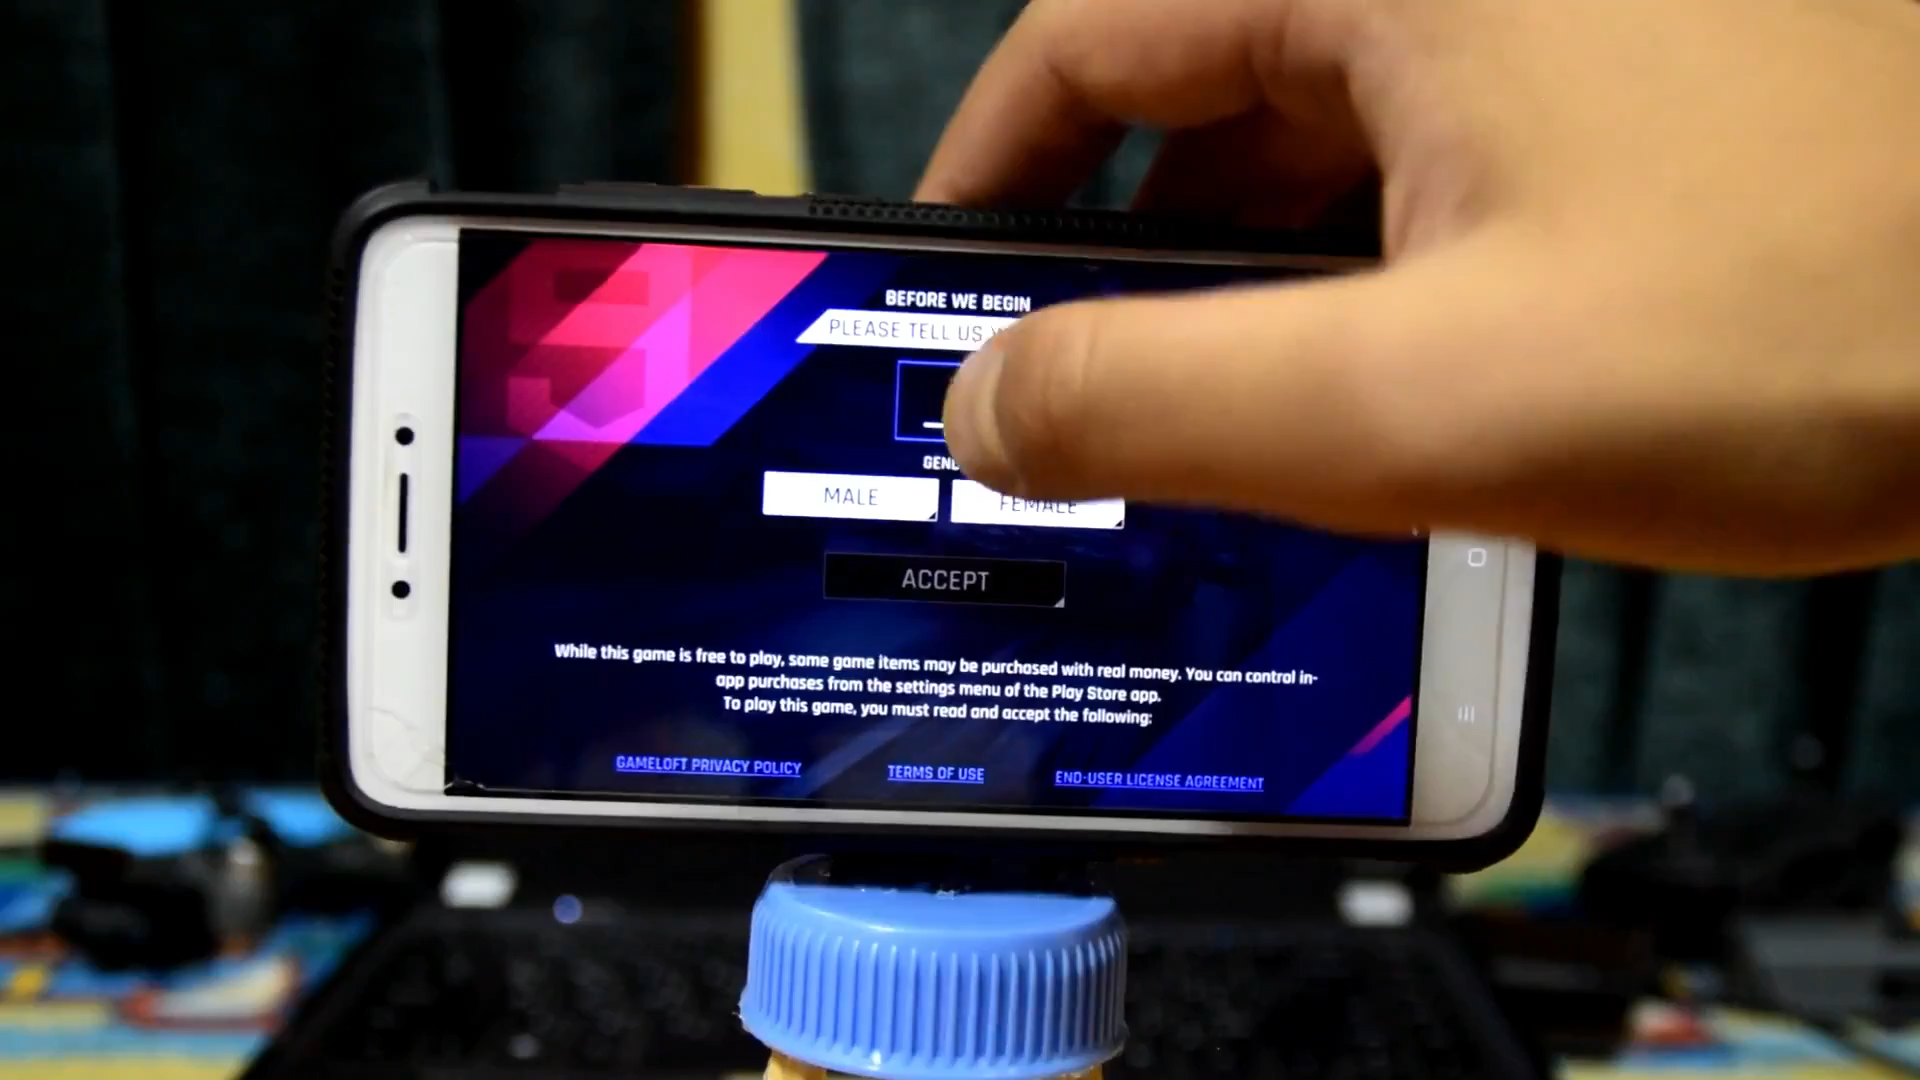 BEFORE WE BEGIN
PLEASE TELL US
MALE
FEMALE
ACCEPT
While this game is free to play, some game items may be purchased with real money. You can control in-
app purchases from the settings menu of the Play Store app.
To play this game, you must read and accept the following:
GAMELOFT PRIVACY POLICY
TERMS OF USE
END-USER LICENSE AGREEMENT